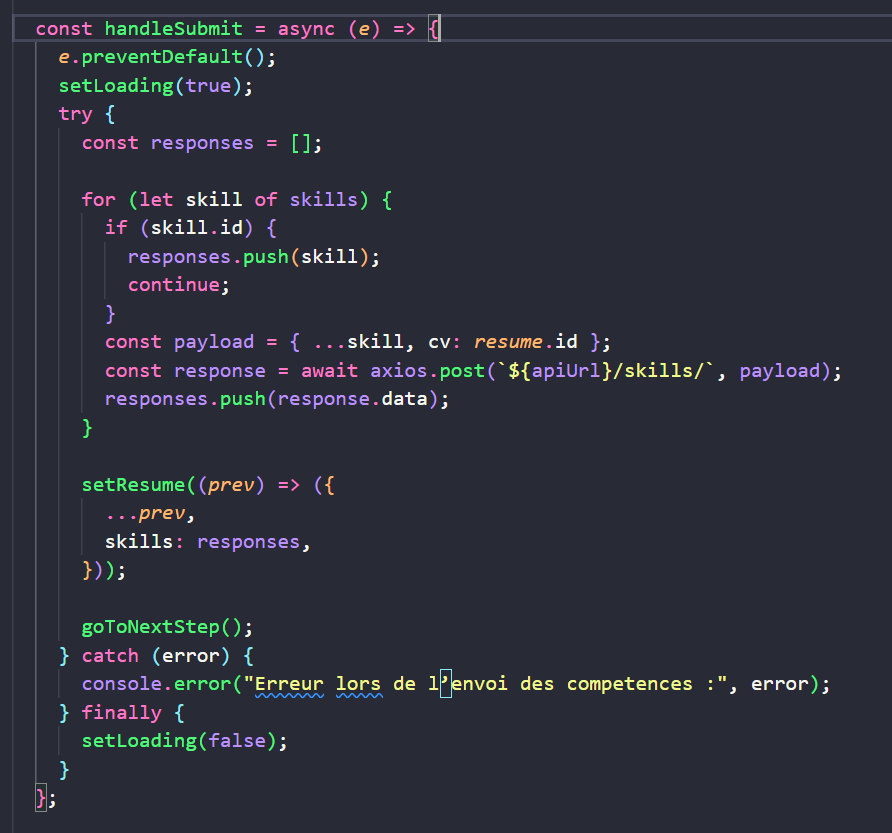 const handleSubmit = async (e) => {
e.preventDefault();
setLoading(true);
try {
const responses = [];
for (let skill of skills) {
if (skill.id) {
responses.push(skill);
continue;
}
const payload = { ...skill, cv: resume.id };
const response = await axios.post(`${apiUrl}/skills/`, payload);
responses.push(response.data);
}
setResume((prev) => ({
...prev,
skills: responses,
}));
goToNextStep();
} catch (error) {
console.error("Erreur lors de l’envoi des competences :", error);
} finally {
setLoading(false);
}
};